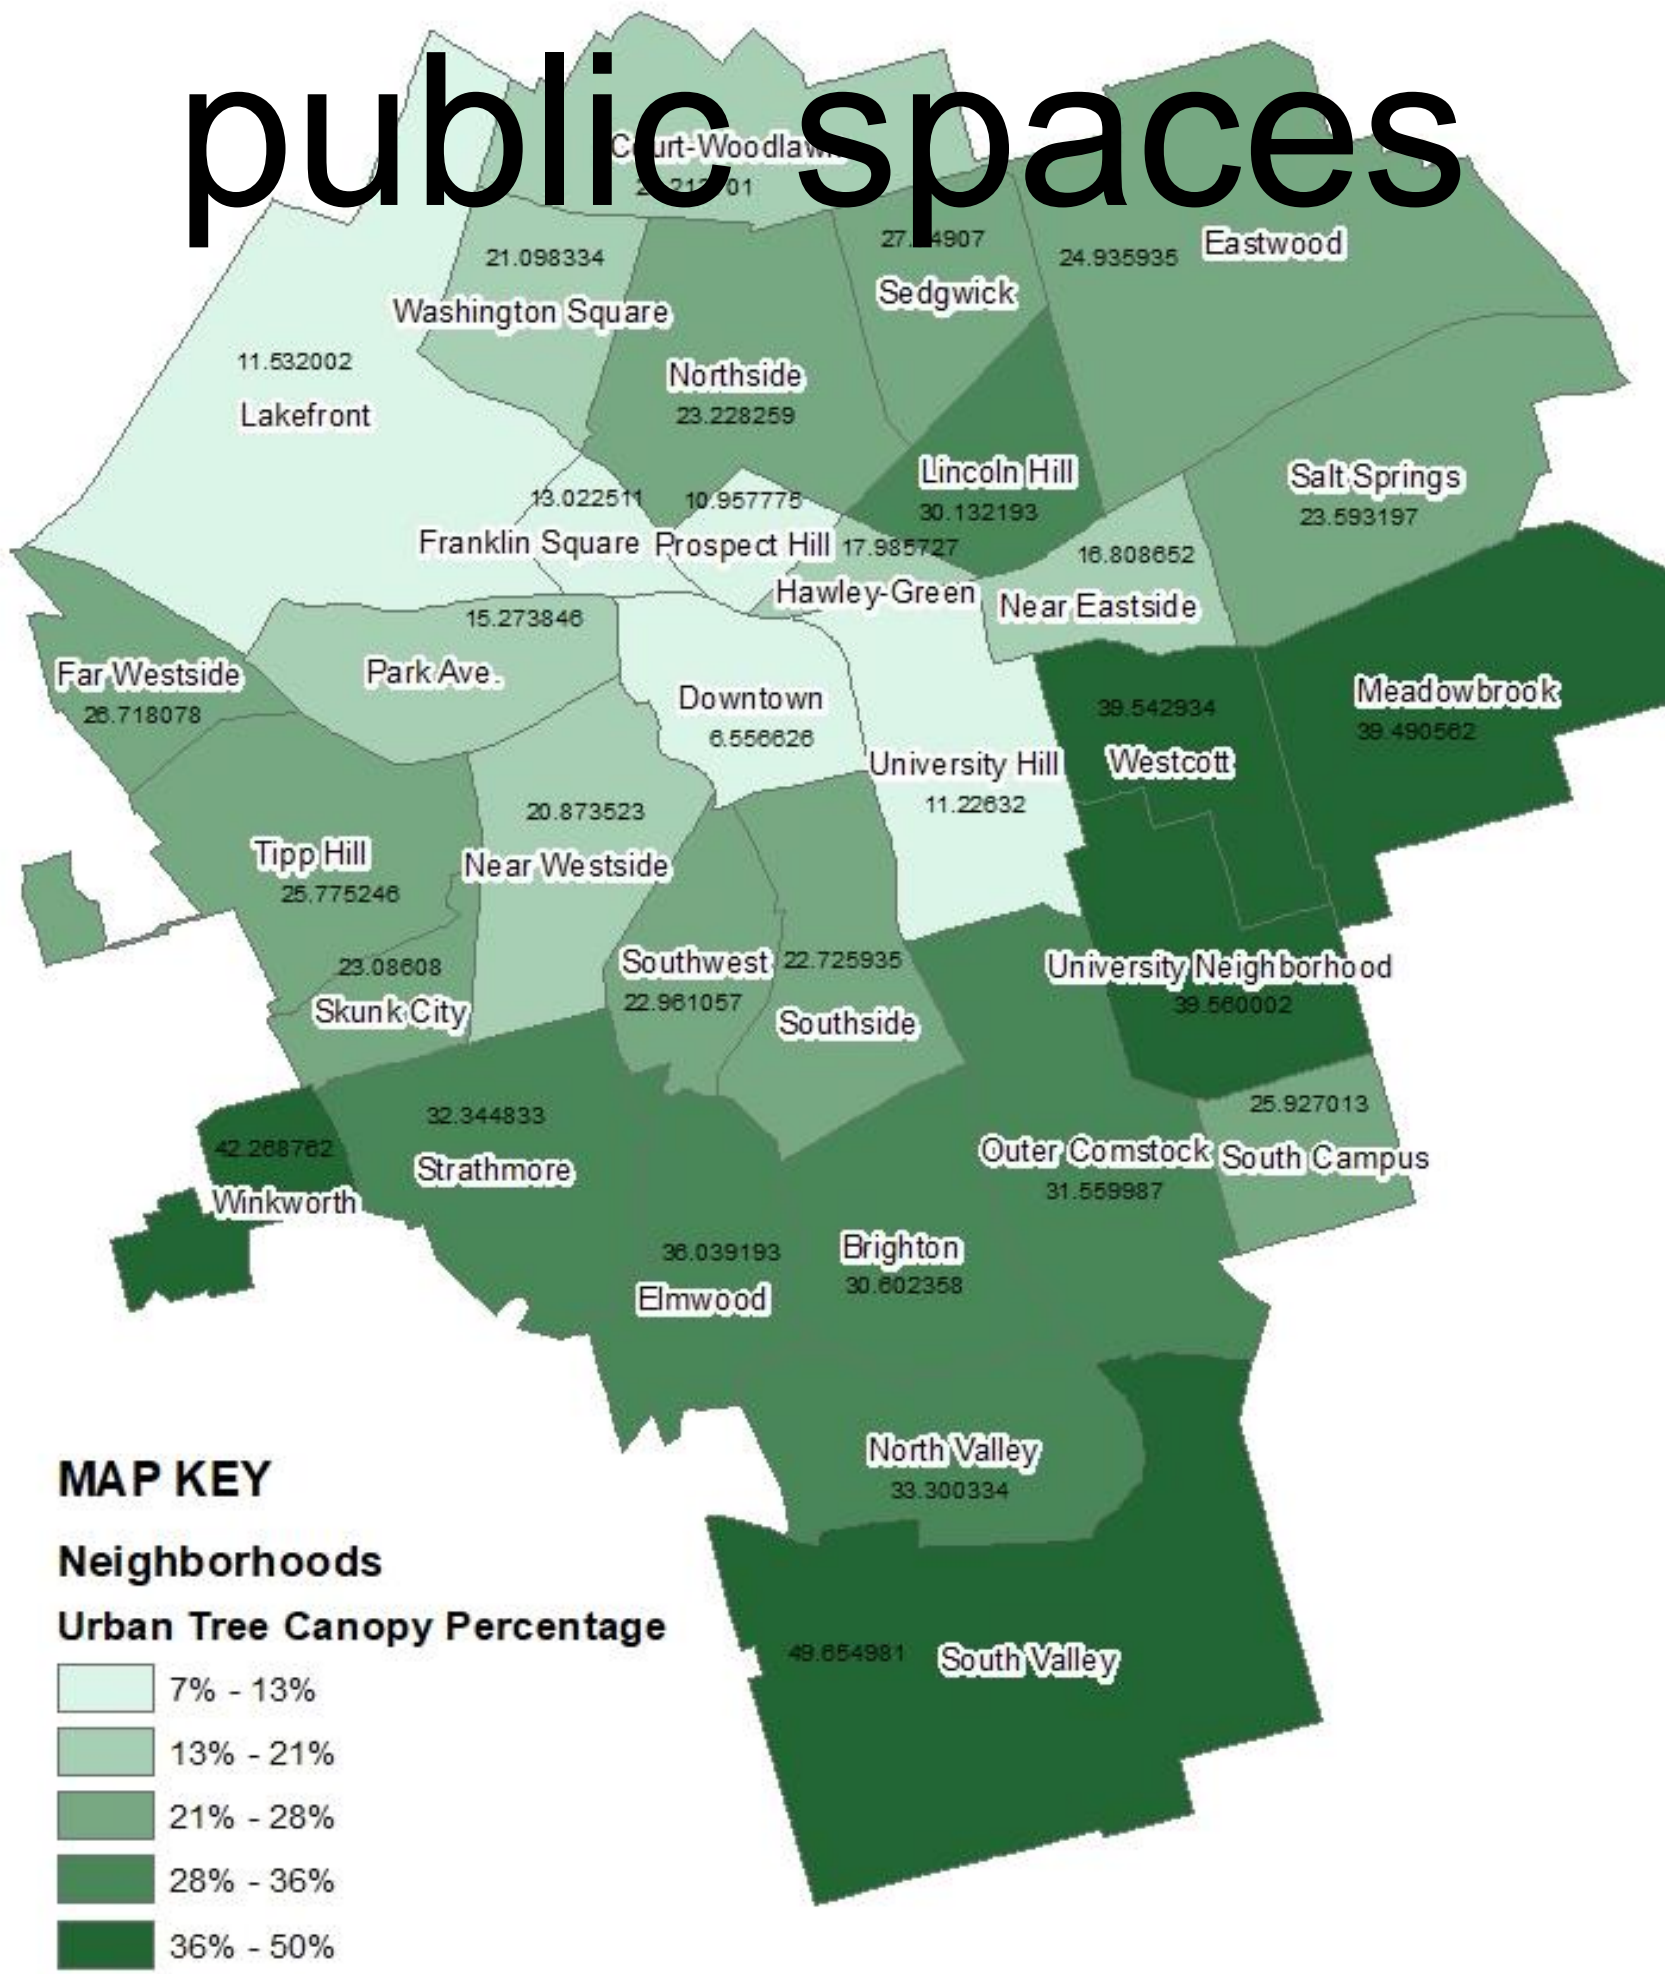 public spaces
21.098334
Washington Square
Sedgwick
24.935935
Eastwood
11.532002
Lakefront
Northside
23.228259
Lincoln Hill
30.132193
Salt Springs
23.593197
13.022511
Franklin Square
10.957775
Prospect Hill
17.985727
Hawley-Green
16.808652
Near Eastside
15.273846
Park Ave.
Far Westside
26.718078
Downtown
6.556626
University Hill
11.22632
39.542934
Westcott
Meadowbrook
39.490562
20.873523
Near Westside
Tipp Hill
25.775246
23.08608
Skunk City
Southwest
22.961057
22.725935
Southside
University Neighborhood
39.560002
25.927013
South Campus
42.268762
Winkworth
32.344833
Strathmore
Outer Comstock
31.559987
36.039193
Elmwood
Brighton
30.602358
North Valley
33.300334
49.654981
South Valley
MAP KEY
Neighborhoods
Urban Tree Canopy Percentage
7% - 13%
13% - 21%
21% - 28%
28% - 36%
36% - 50%